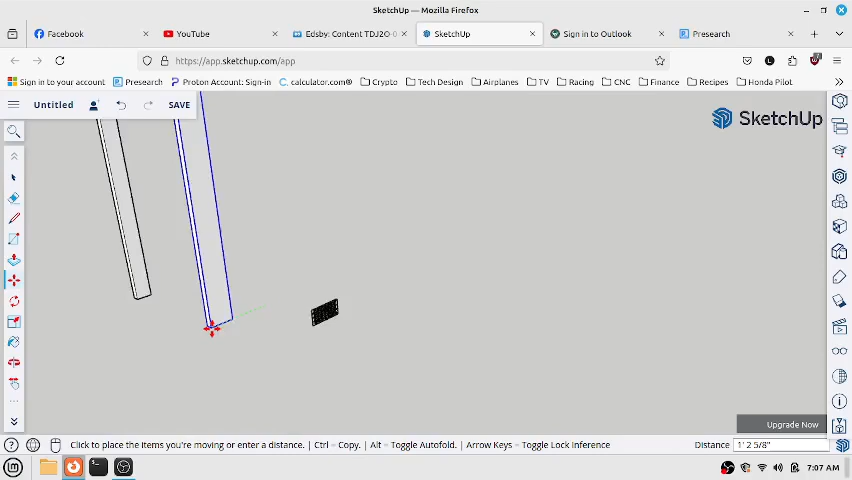 SketchUp — Mozilla Firefox
Facebook
YouTube
Edsby: Content TDJ2O-0
SketchUp
Sign in to Outlook
Presearch
https://app.sketchup.com/app
Sign in to your account
Presearch
Proton Account: Sign-in
calculator.com®
Crypto
Tech Design
Airplanes
TV
Racing
CNC
Finance
Recipes
Honda Pilot
Untitled
SAVE
SketchUp
Upgrade Now
Click to place the items you're moving or enter a distance. | Ctrl = Copy. | Alt = Toggle Autofold. | Arrow Keys = Toggle Lock Inference
Distance
1' 2 5/8"
7:07 AM